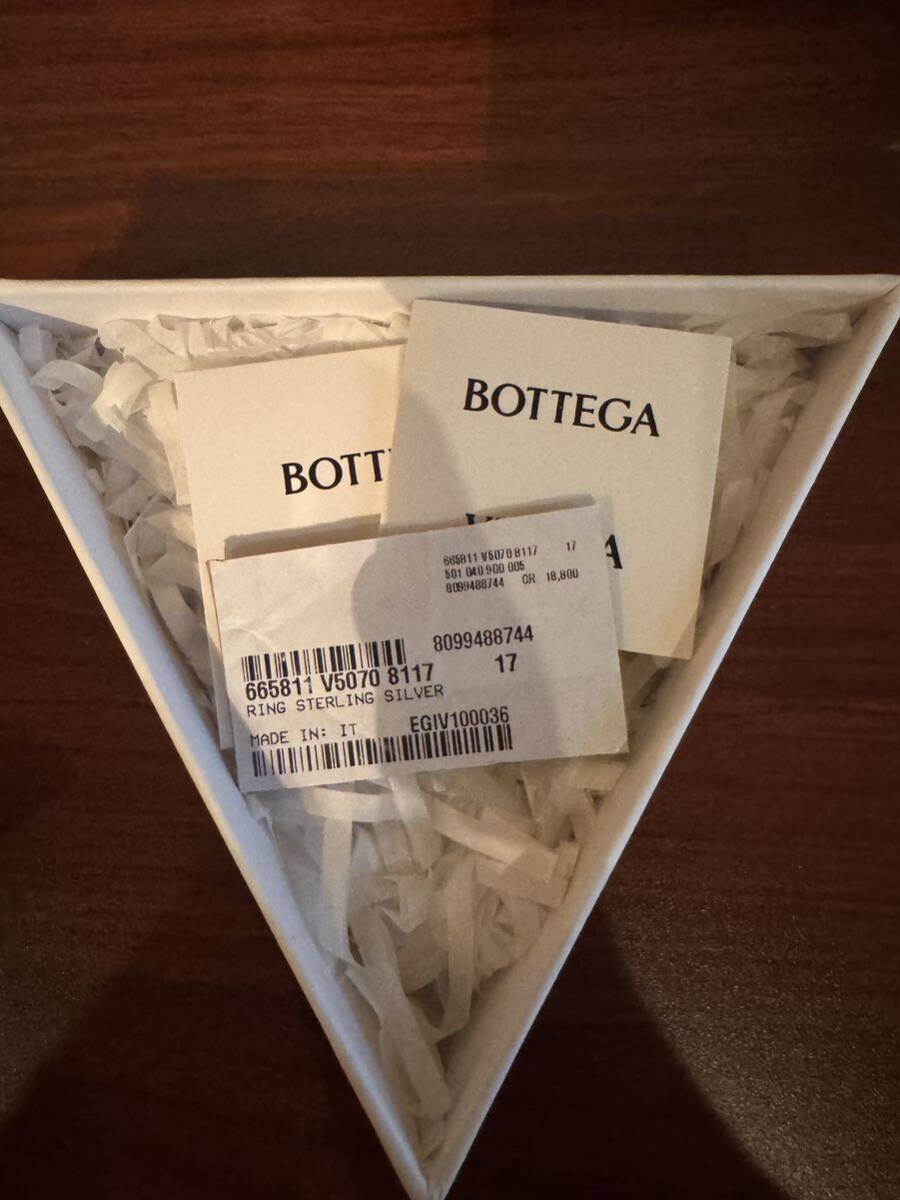 BOTTEGA
BOTT
665811 V5070 8117 17
501 040 900 005
8099488744 GR 18,800
8099488744
665811 V5070 8117 17
RING STERLING SILVER
MADE IN: IT EGIV100036